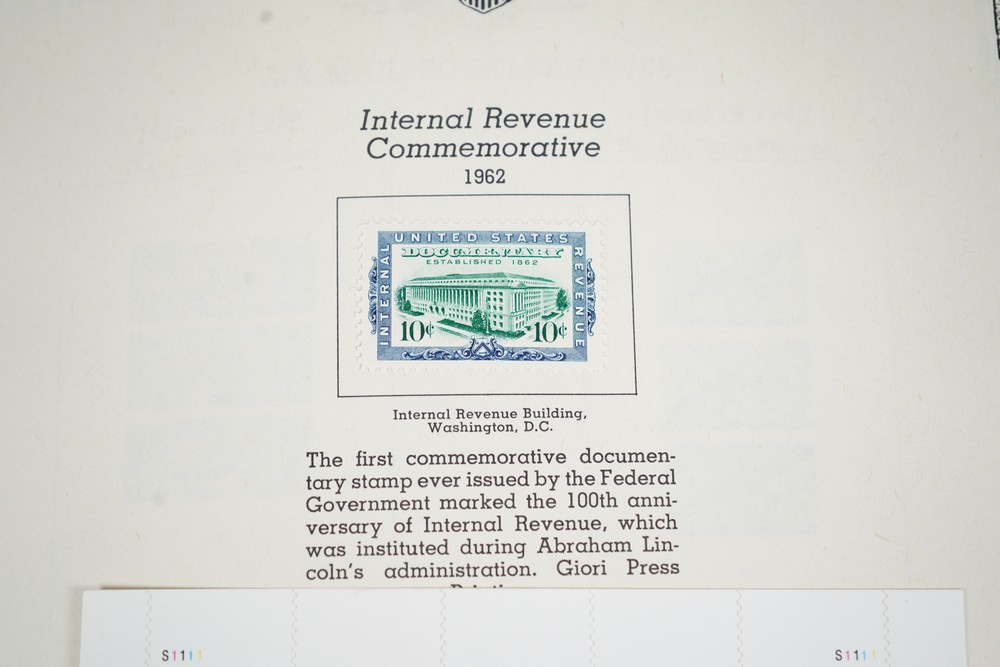 Internal Revenue
Commemorative
1962
UNITED STATES
DOCUMENTARY
ESTABLISHED 1862
INTERNAL
REVENUE
10¢
10¢
Internal Revenue Building,
Washington, D.C.
The first commemorative documen-
tary stamp ever issued by the Federal
Government marked the 100th anni-
versary of Internal Revenue, which
was instituted during Abraham Lin-
coln's administration. Giori Press
S1111
S1111